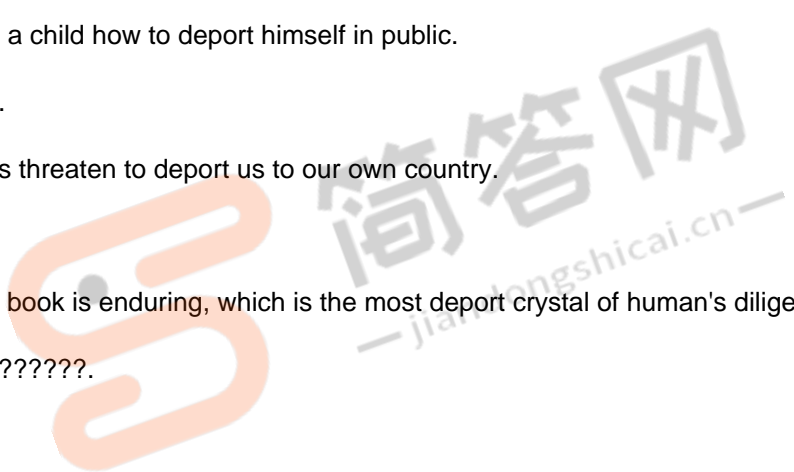 a child how to deport himself in public.
.
s threaten to deport us to our own country.
简答网
jiandongshicai.cn
book is enduring, which is the most deport crystal of human's dilige
??????.